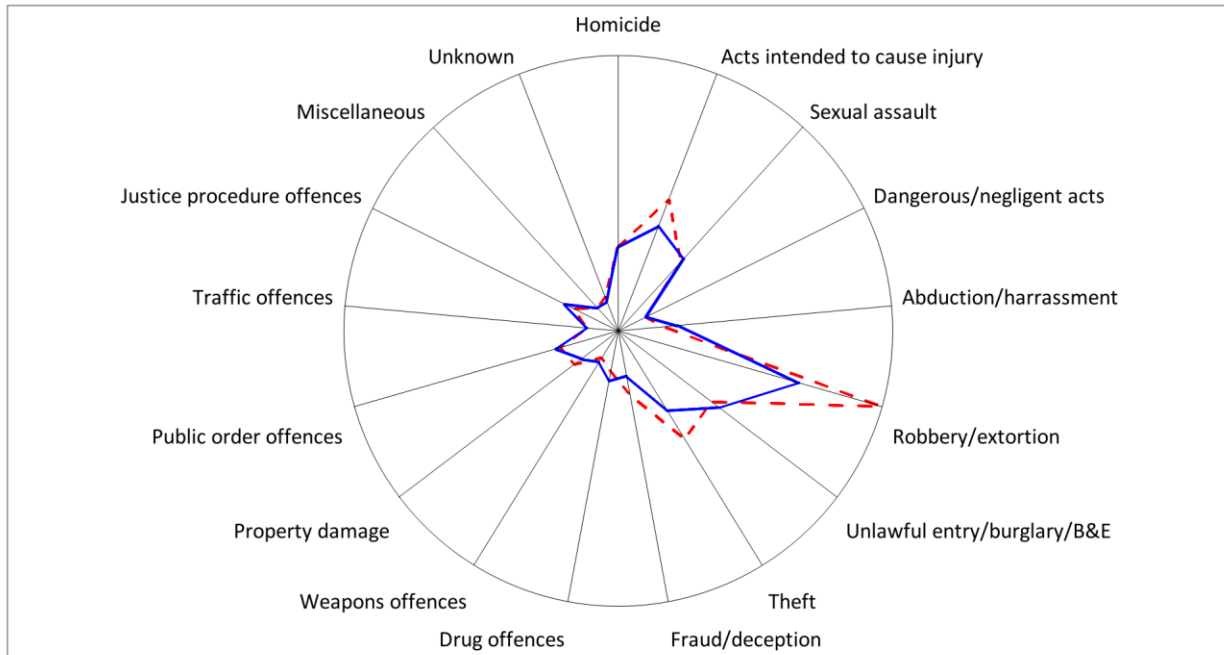 Homicide
Acts intended to cause injury
Sexual assault
Dangerous/negligent acts
Abduction/harrassment
Robbery/extortion
Unlawful entry/burglary/B&E
Theft
Fraud/deception
Drug offences
Weapons offences
Property damage
Public order offences
Traffic offences
Justice procedure offences
Miscellaneous
Unknown